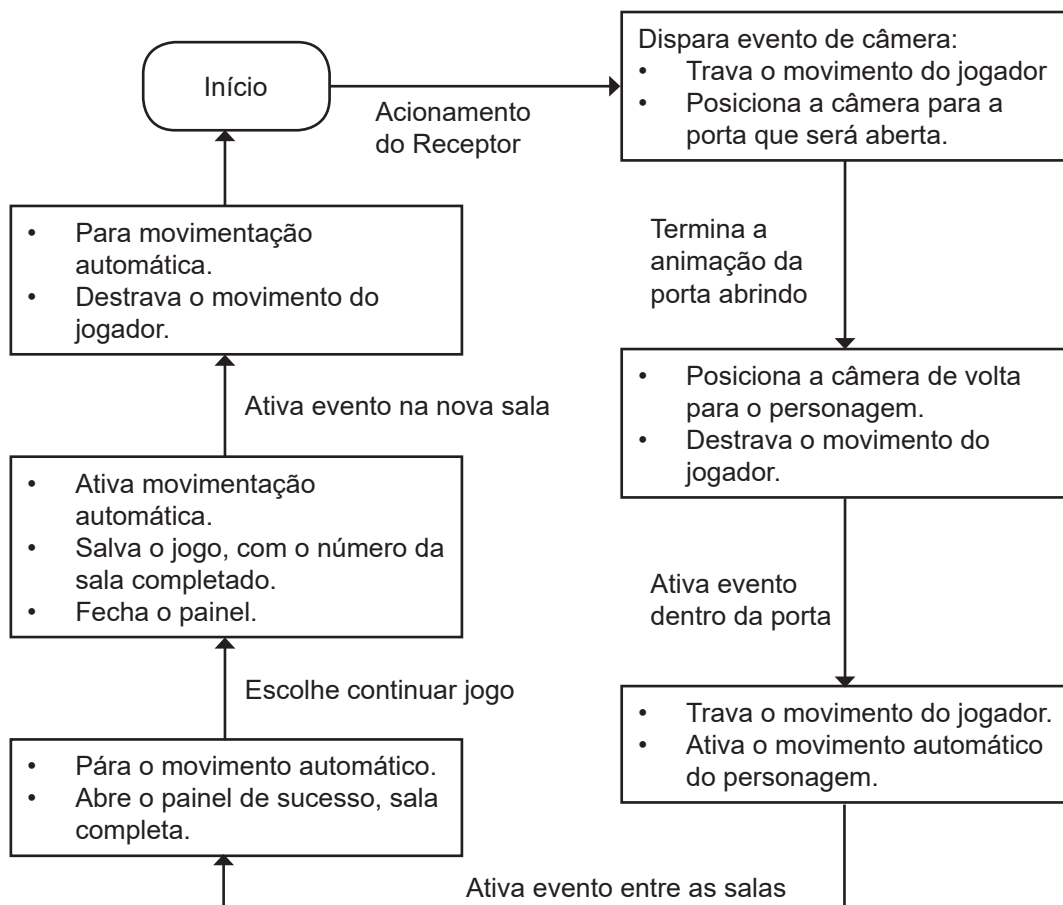 Início
Acionamento
do Receptor
Dispara evento de câmera:
• Trava o movimento do jogador
• Posiciona a câmera para a
porta que será aberta.
Termina a
animação da
porta abrindo
• Posiciona a câmera de volta
para o personagem.
• Destrava o movimento do
jogador.
Ativa evento
dentro da porta
• Trava o movimento do jogador.
• Ativa o movimento automático
do personagem.
Ativa evento entre as salas
• Pára o movimento automático.
• Abre o painel de sucesso, sala
completa.
Escolhe continuar jogo
• Ativa movimentação
automática.
• Salva o jogo, com o número da
sala completado.
• Fecha o painel.
Ativa evento na nova sala
• Para movimentação
automática.
• Destrava o movimento do
jogador.